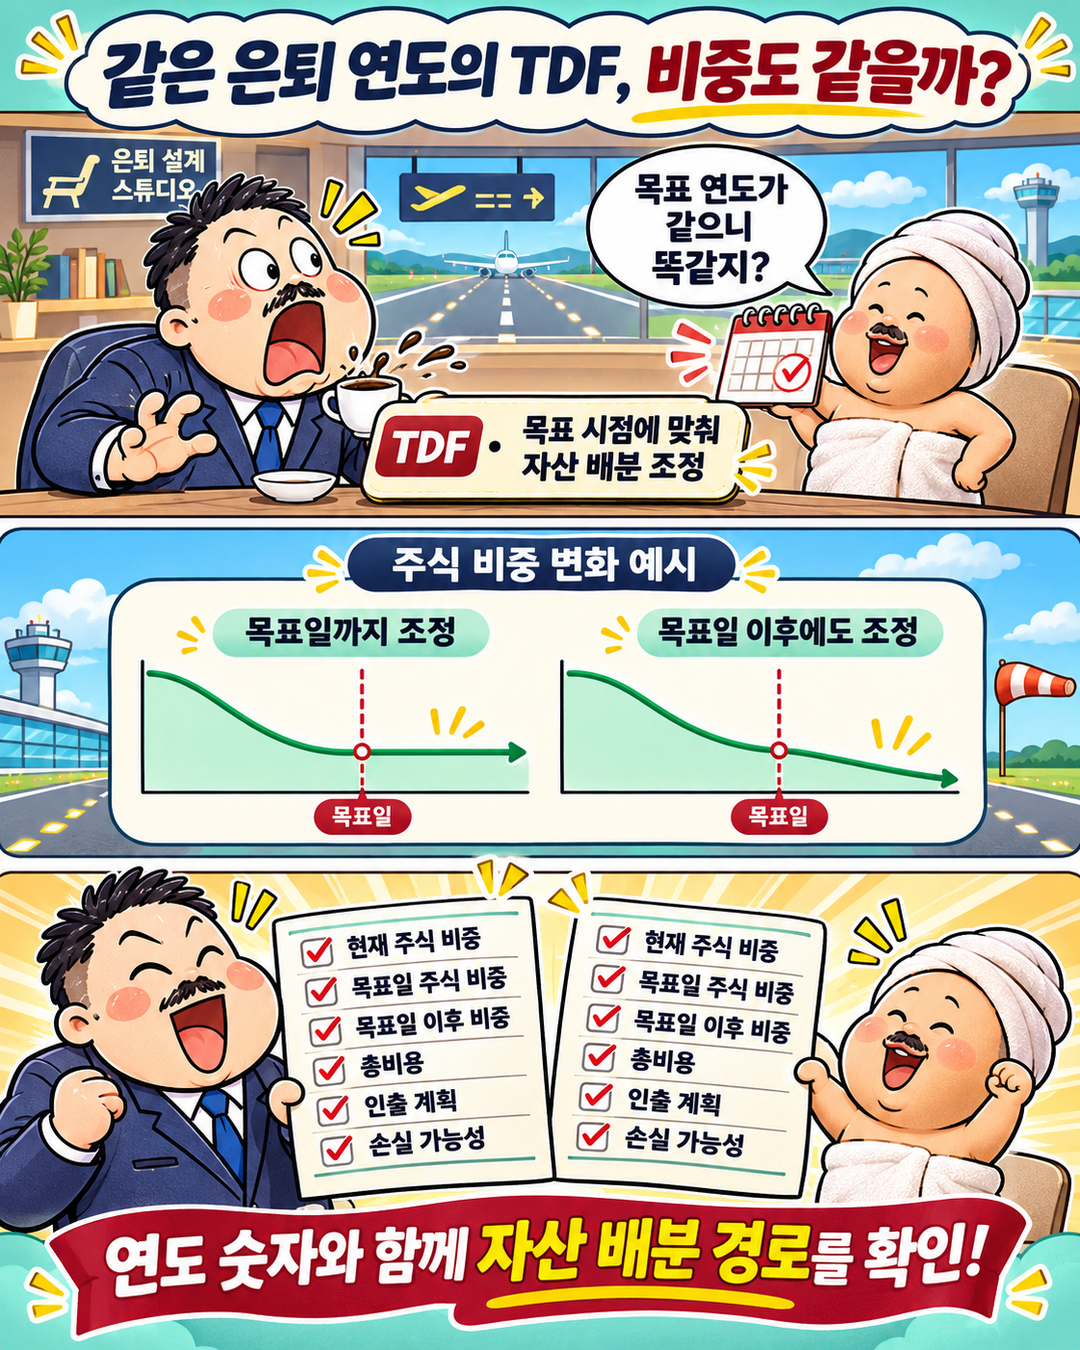 같은 은퇴 연도의 TDF, 비중도 같을까?
은퇴 설계
스튜디오
목표 연도가
같으니
똑같지?
TDF • 목표 시점에 맞춰
자산 배분 조정
주식 비중 변화 예시
목표일까지 조정
목표일
목표일 이후에도 조정
목표일
현재 주식 비중
목표일 주식 비중
목표일 이후 비중
총비용
인출 계획
손실 가능성
현재 주식 비중
목표일 주식 비중
목표일 이후 비중
총비용
인출 계획
손실 가능성
연도 숫자와 함께 자산 배분 경로를 확인!